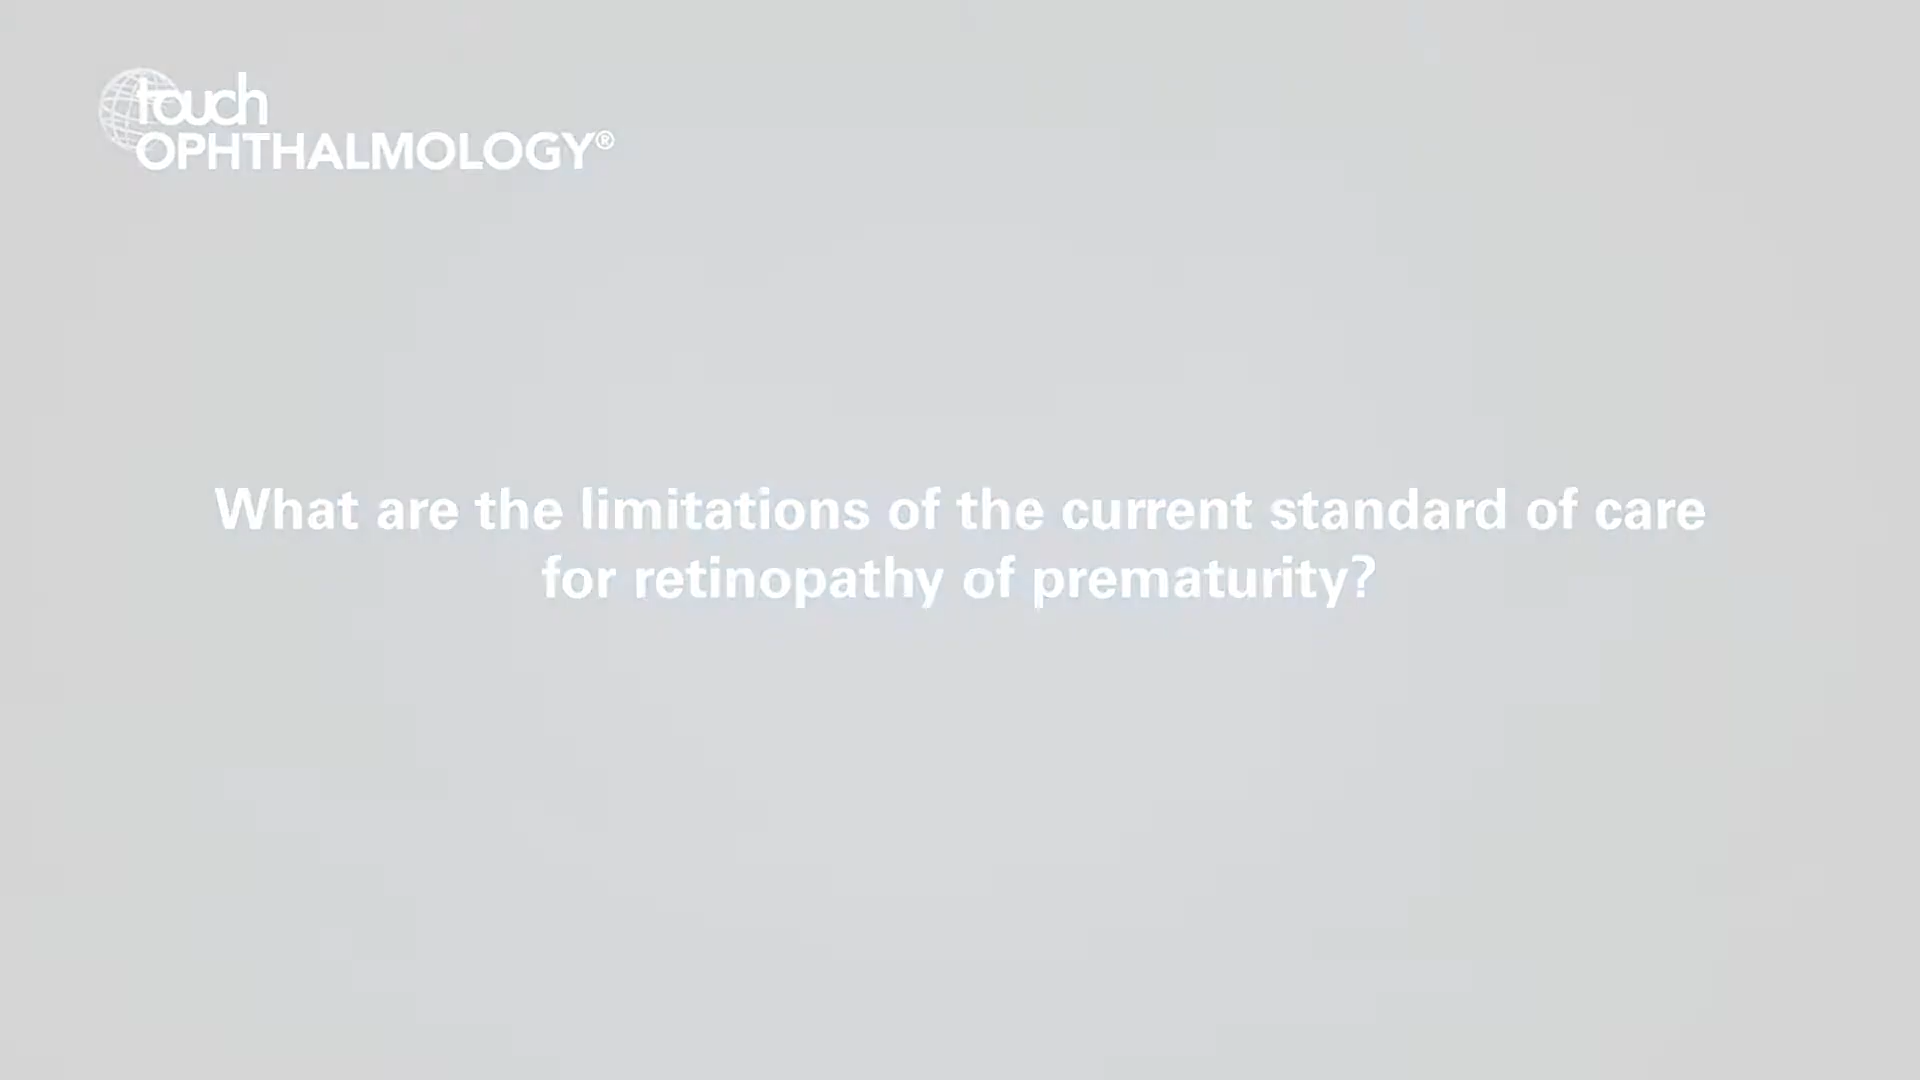 touch
OPHTHALMOLOGY®
What are the limitations of the current standard of care
for retinopathy of prematurity?